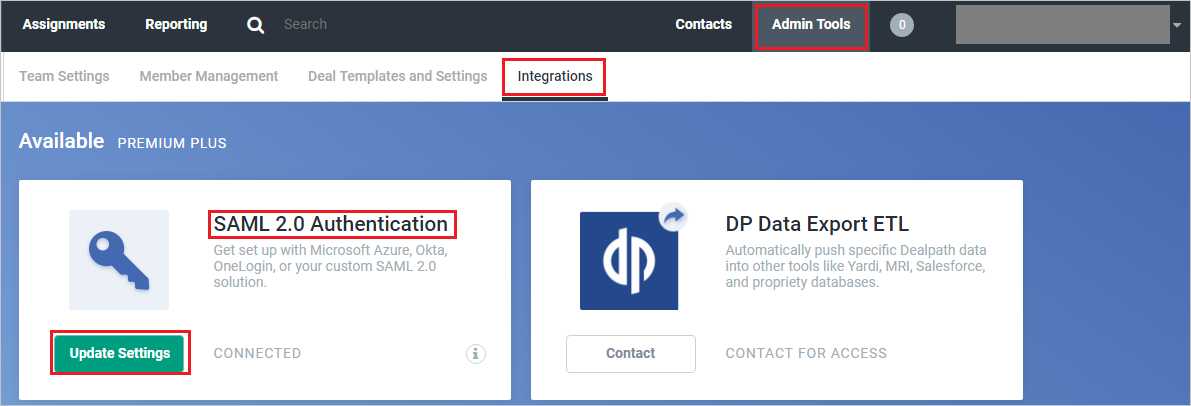 Assignments Reporting Search Contacts Admin Tools 0
Team Settings Member Management Deal Templates and Settings Integrations
Available PREMIUM PLUS
SAML 2.0 Authentication
Get set up with Microsoft Azure, Okta,
OneLogin, or your custom SAML 2.0
solution.
Update Settings CONNECTED i
dp
DP Data Export ETL
Automatically push specific Dealpath data
into other tools like Yardi, MRI, Salesforce,
and propriety databases.
Contact CONTACT FOR ACCESS